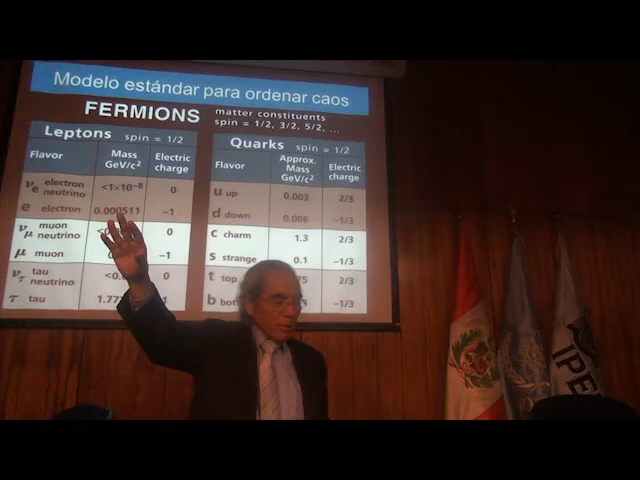 Modelo estándar para ordenar caos
FERMIONS
matter constituents
spin = 1/2, 3/2, 5/2, ...
Leptons spin = 1/2
Flavor
Mass
GeV/c²
Electric
charge
νe electron
neutrino
<1×10⁻⁸
0
e electron
0.000511
–1
νμ muon
neutrino
0
μ muon
–1
ντ tau
neutrino
0
τ tau
Quarks spin = 1/2
Flavor
Approx.
Mass
GeV/c²
Electric
charge
u up
0.003
2/3
d down
0.006
–1/3
c charm
1.3
2/3
s strange
0.1
–1/3
t top
2/3
b
–1/3